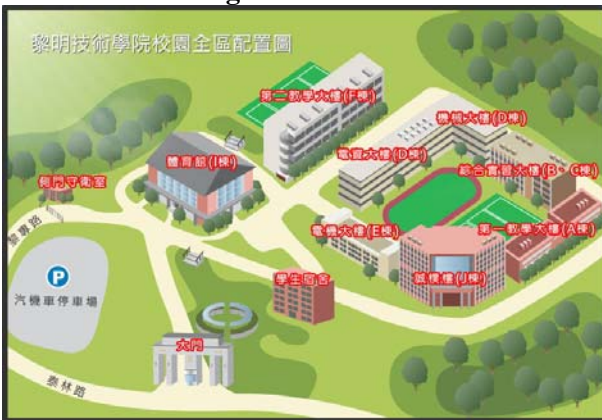 黎明技術學院校園全區配置圖
第二教學大樓(F棟)
機械大樓(D棟)
體育館(I棟)
電資大樓(D棟)
綜合實習大樓(B、C棟)
側門守衛室
電機大樓(E棟)
第一教學大樓(A棟)
黎專路
P
學生宿舍
誠樸樓(J棟)
汽機車停車場
大門
泰林路